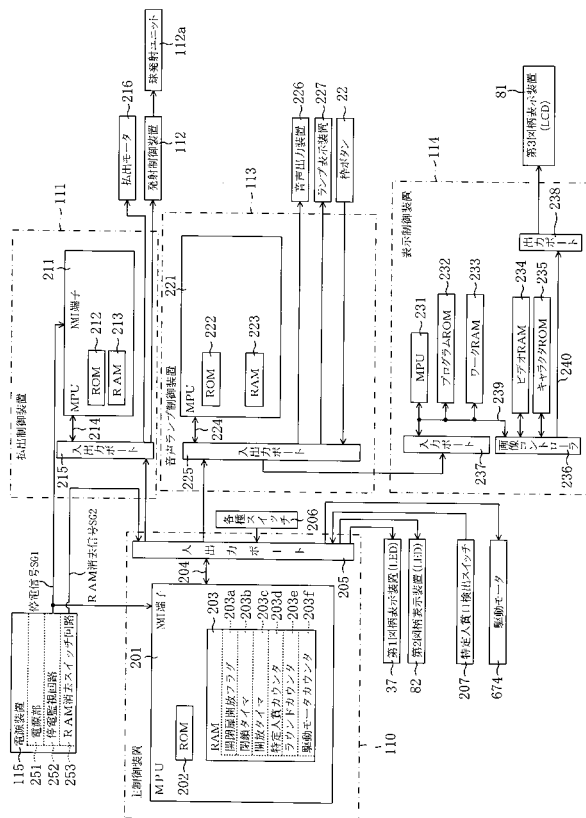 115
電源装置
251
電源部
252
停電監視回路
253
RAM消去スイッチ回路
停電信号SG1
RAM消去信号SG2
主制御装置
110
MPU
201
NMI端子
202
ROM
RAM
203
開閉扉開放フラグ
203a
閉鎖タイマ
203b
開放タイマ
203c
特定入賞カウンタ
203d
ラウンドカウンタ
203e
駆動モータカウンタ
203f
204
入出力ポート
205
各種スイッチ
206
37
第1図柄表示装置(LED)
82
第2図柄表示装置(LED)
207
特定入賞口検出スイッチ
674
駆動モータ
払出制御装置
111
MPU
211
NMI端子
ROM
212
RAM
213
214
215
入出力ポート
払出モータ
216
発射制御装置
112
球発射ユニット
112a
音声ランプ制御装置
113
MPU
221
ROM
222
RAM
223
224
225
入出力ポート
音声出力装置
226
ランプ表示装置
227
枠ボタン
22
表示制御装置
114
MPU
231
プログラムROM
232
ワークRAM
233
ビデオRAM
234
キャラクタROM
235
入力ポート
237
画像コントローラ
236
239
240
出力ポート
238
第3図柄表示装置
(LCD)
81